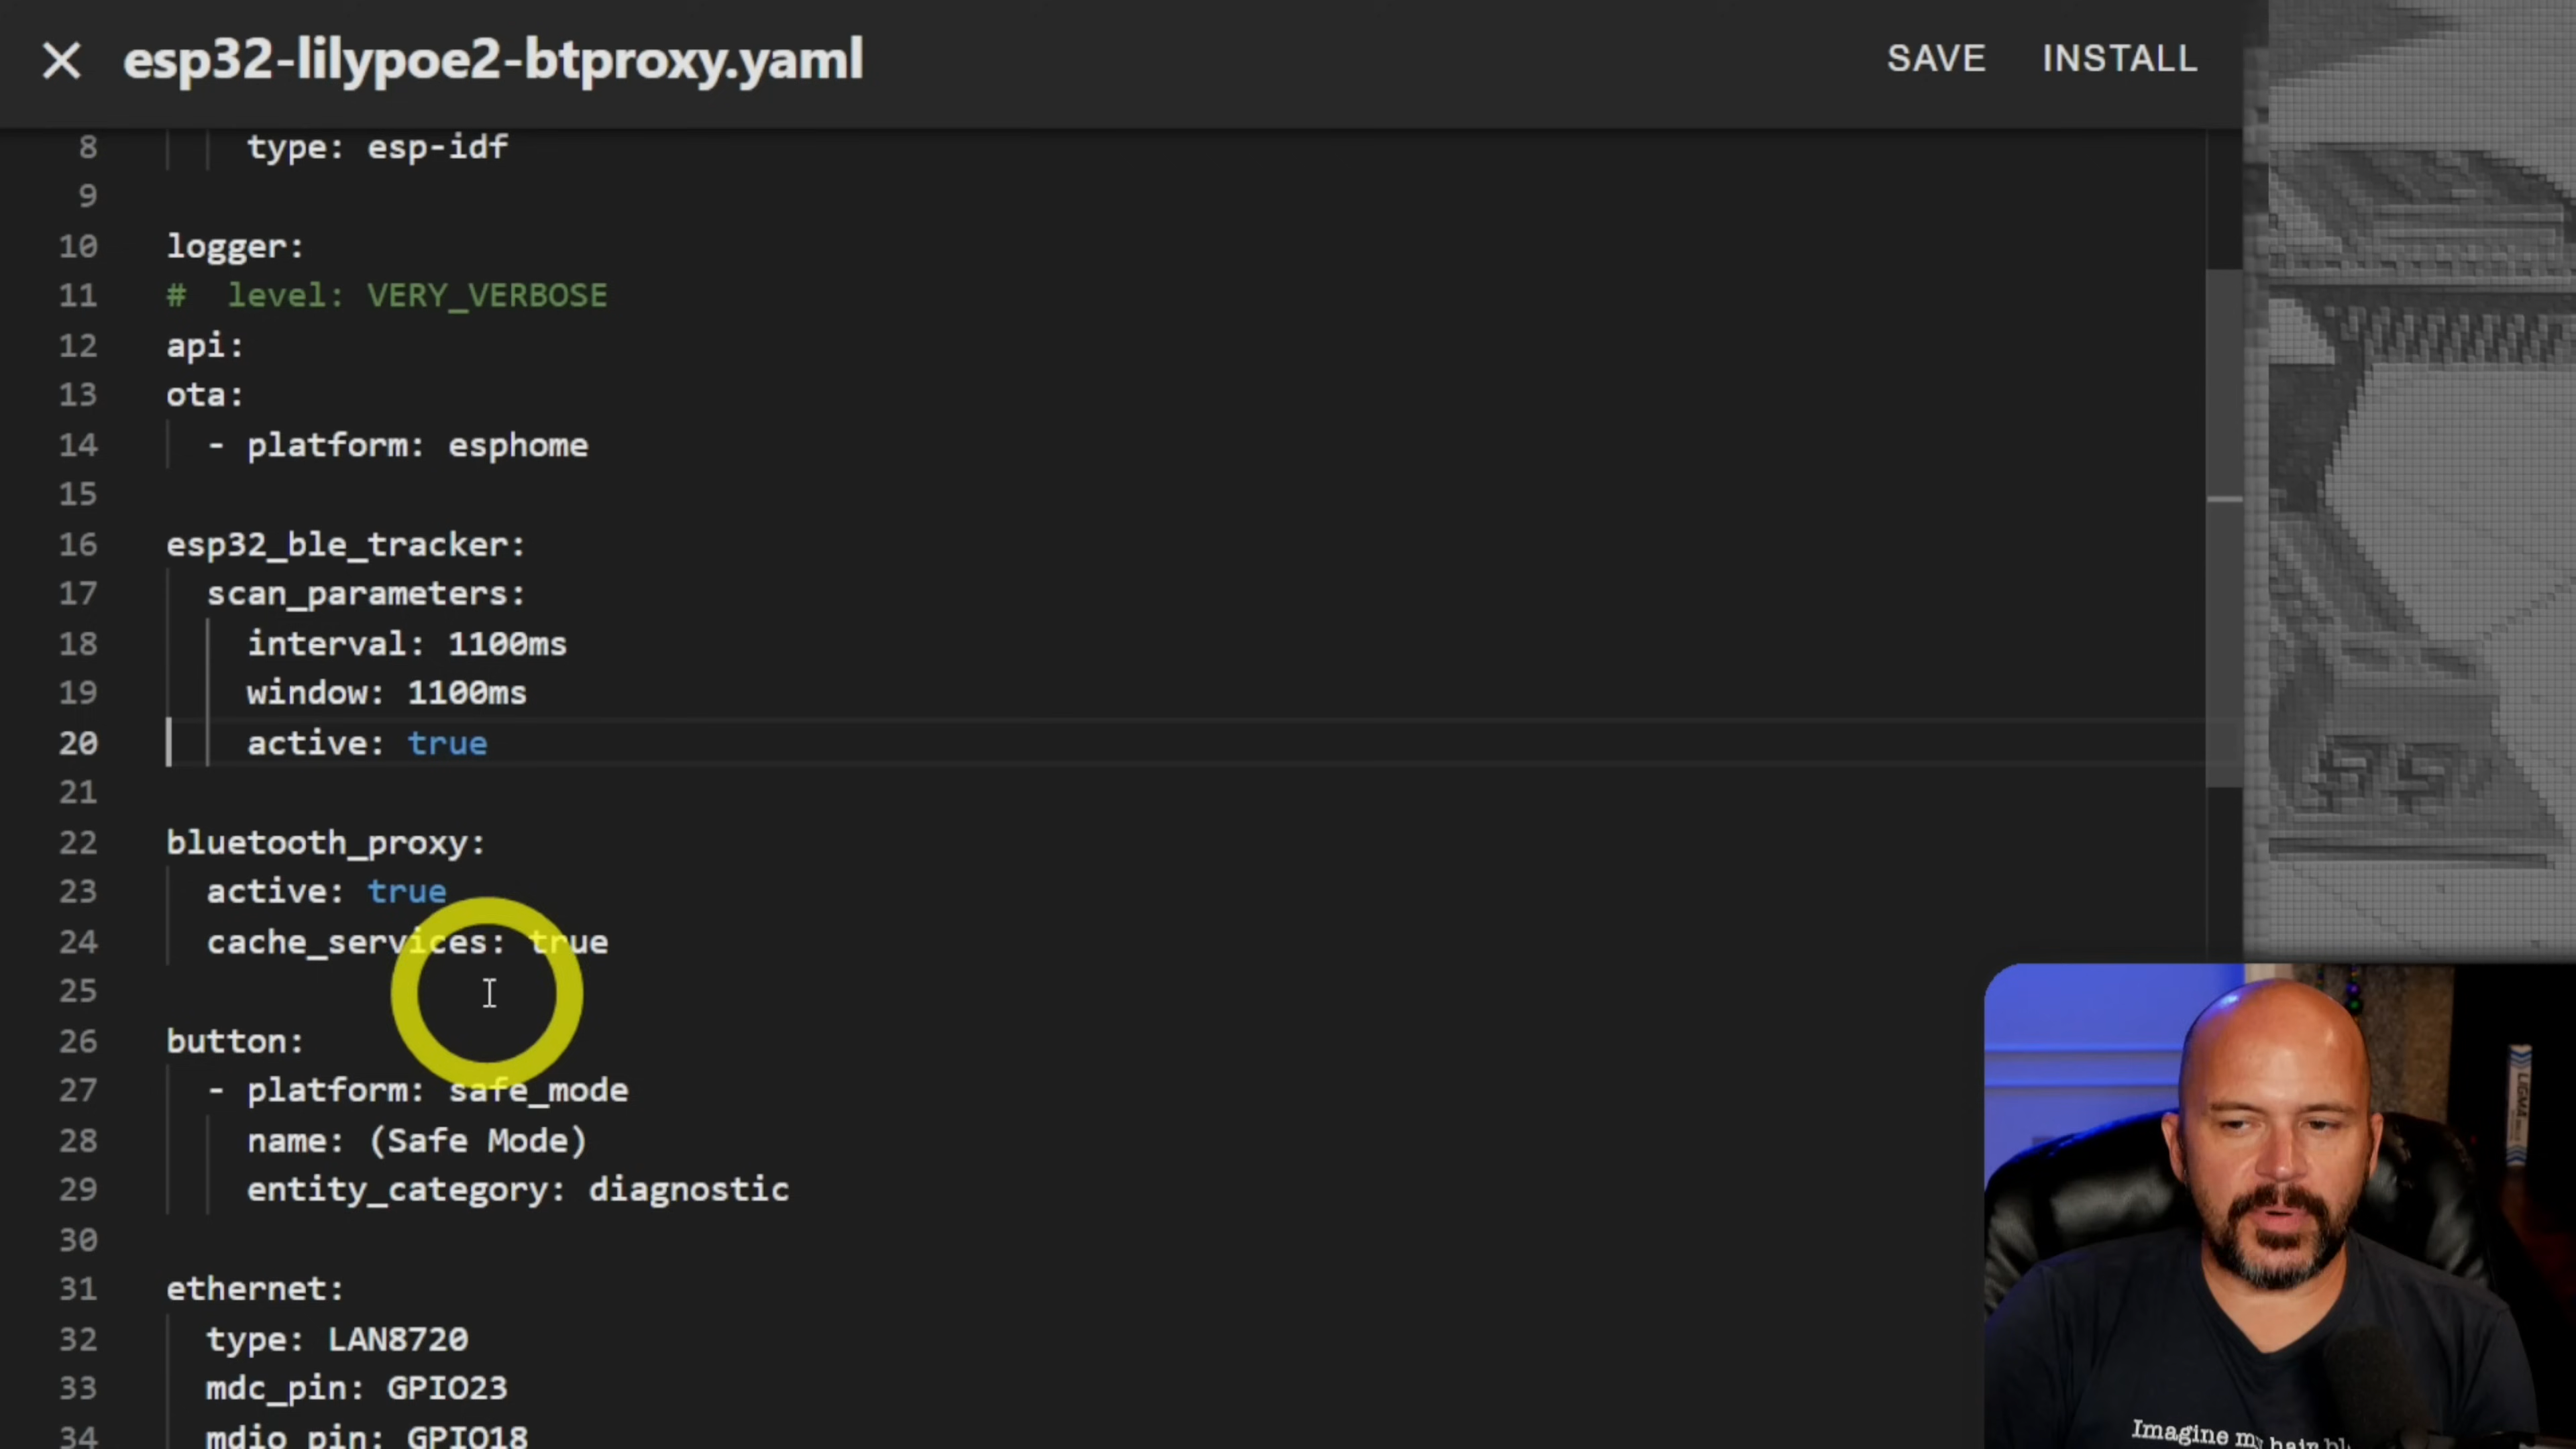 esp32-lilypoe2-btproxy.yaml
SAVE INSTALL
8 type: esp-idf
9
10 logger:
11 # level: VERY_VERBOSE
12 api:
13 ota:
14 - platform: esphome
15
16 esp32_ble_tracker:
17 scan_parameters:
18 interval: 1100ms
19 window: 1100ms
20 active: true
21
22 bluetooth_proxy:
23 active: true
24 cache_services: true
25
26 button:
27 - platform: safe_mode
28 name: (Safe Mode)
29 entity_category: diagnostic
30
31 ethernet:
32 type: LAN8720
33 mdc_pin: GPIO23
34 mdio_pin: GPIO18
LIGMA
Imagine my hair